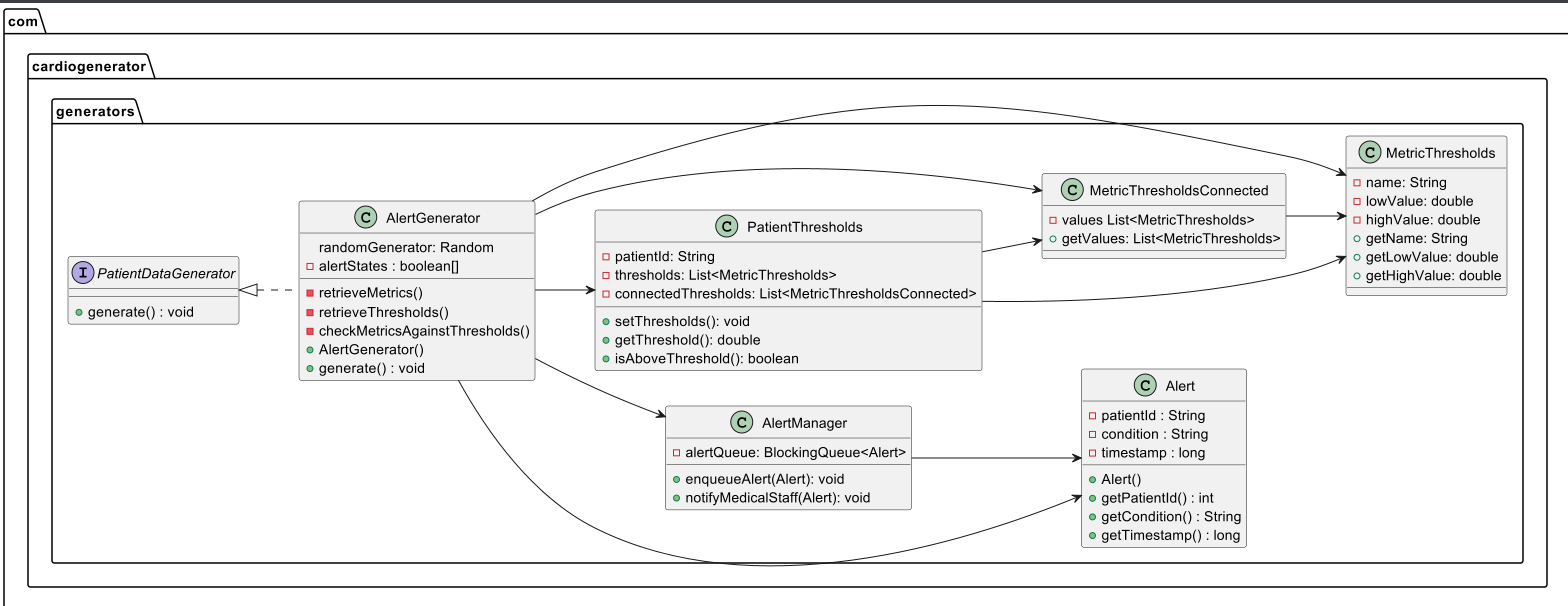 com
cardiogenerator
generators
I PatientDataGenerator
generate() : void
C AlertGenerator
randomGenerator: Random
alertStates : boolean[]
retrieveMetrics()
retrieveThresholds()
checkMetricsAgainstThresholds()
AlertGenerator()
generate() : void
C PatientThresholds
patientId: String
thresholds: List<MetricThresholds>
connectedThresholds: List<MetricThresholdsConnected>
setThresholds(): void
getThreshold(): double
isAboveThreshold(): boolean
C AlertManager
alertQueue: BlockingQueue<Alert>
enqueueAlert(Alert): void
notifyMedicalStaff(Alert): void
C MetricThresholdsConnected
values List<MetricThresholds>
getValues: List<MetricThresholds>
C Alert
patientId : String
condition : String
timestamp : long
Alert()
getPatientId() : int
getCondition() : String
getTimestamp() : long
C MetricThresholds
name: String
lowValue: double
highValue: double
getName: String
getLowValue: double
getHighValue: double